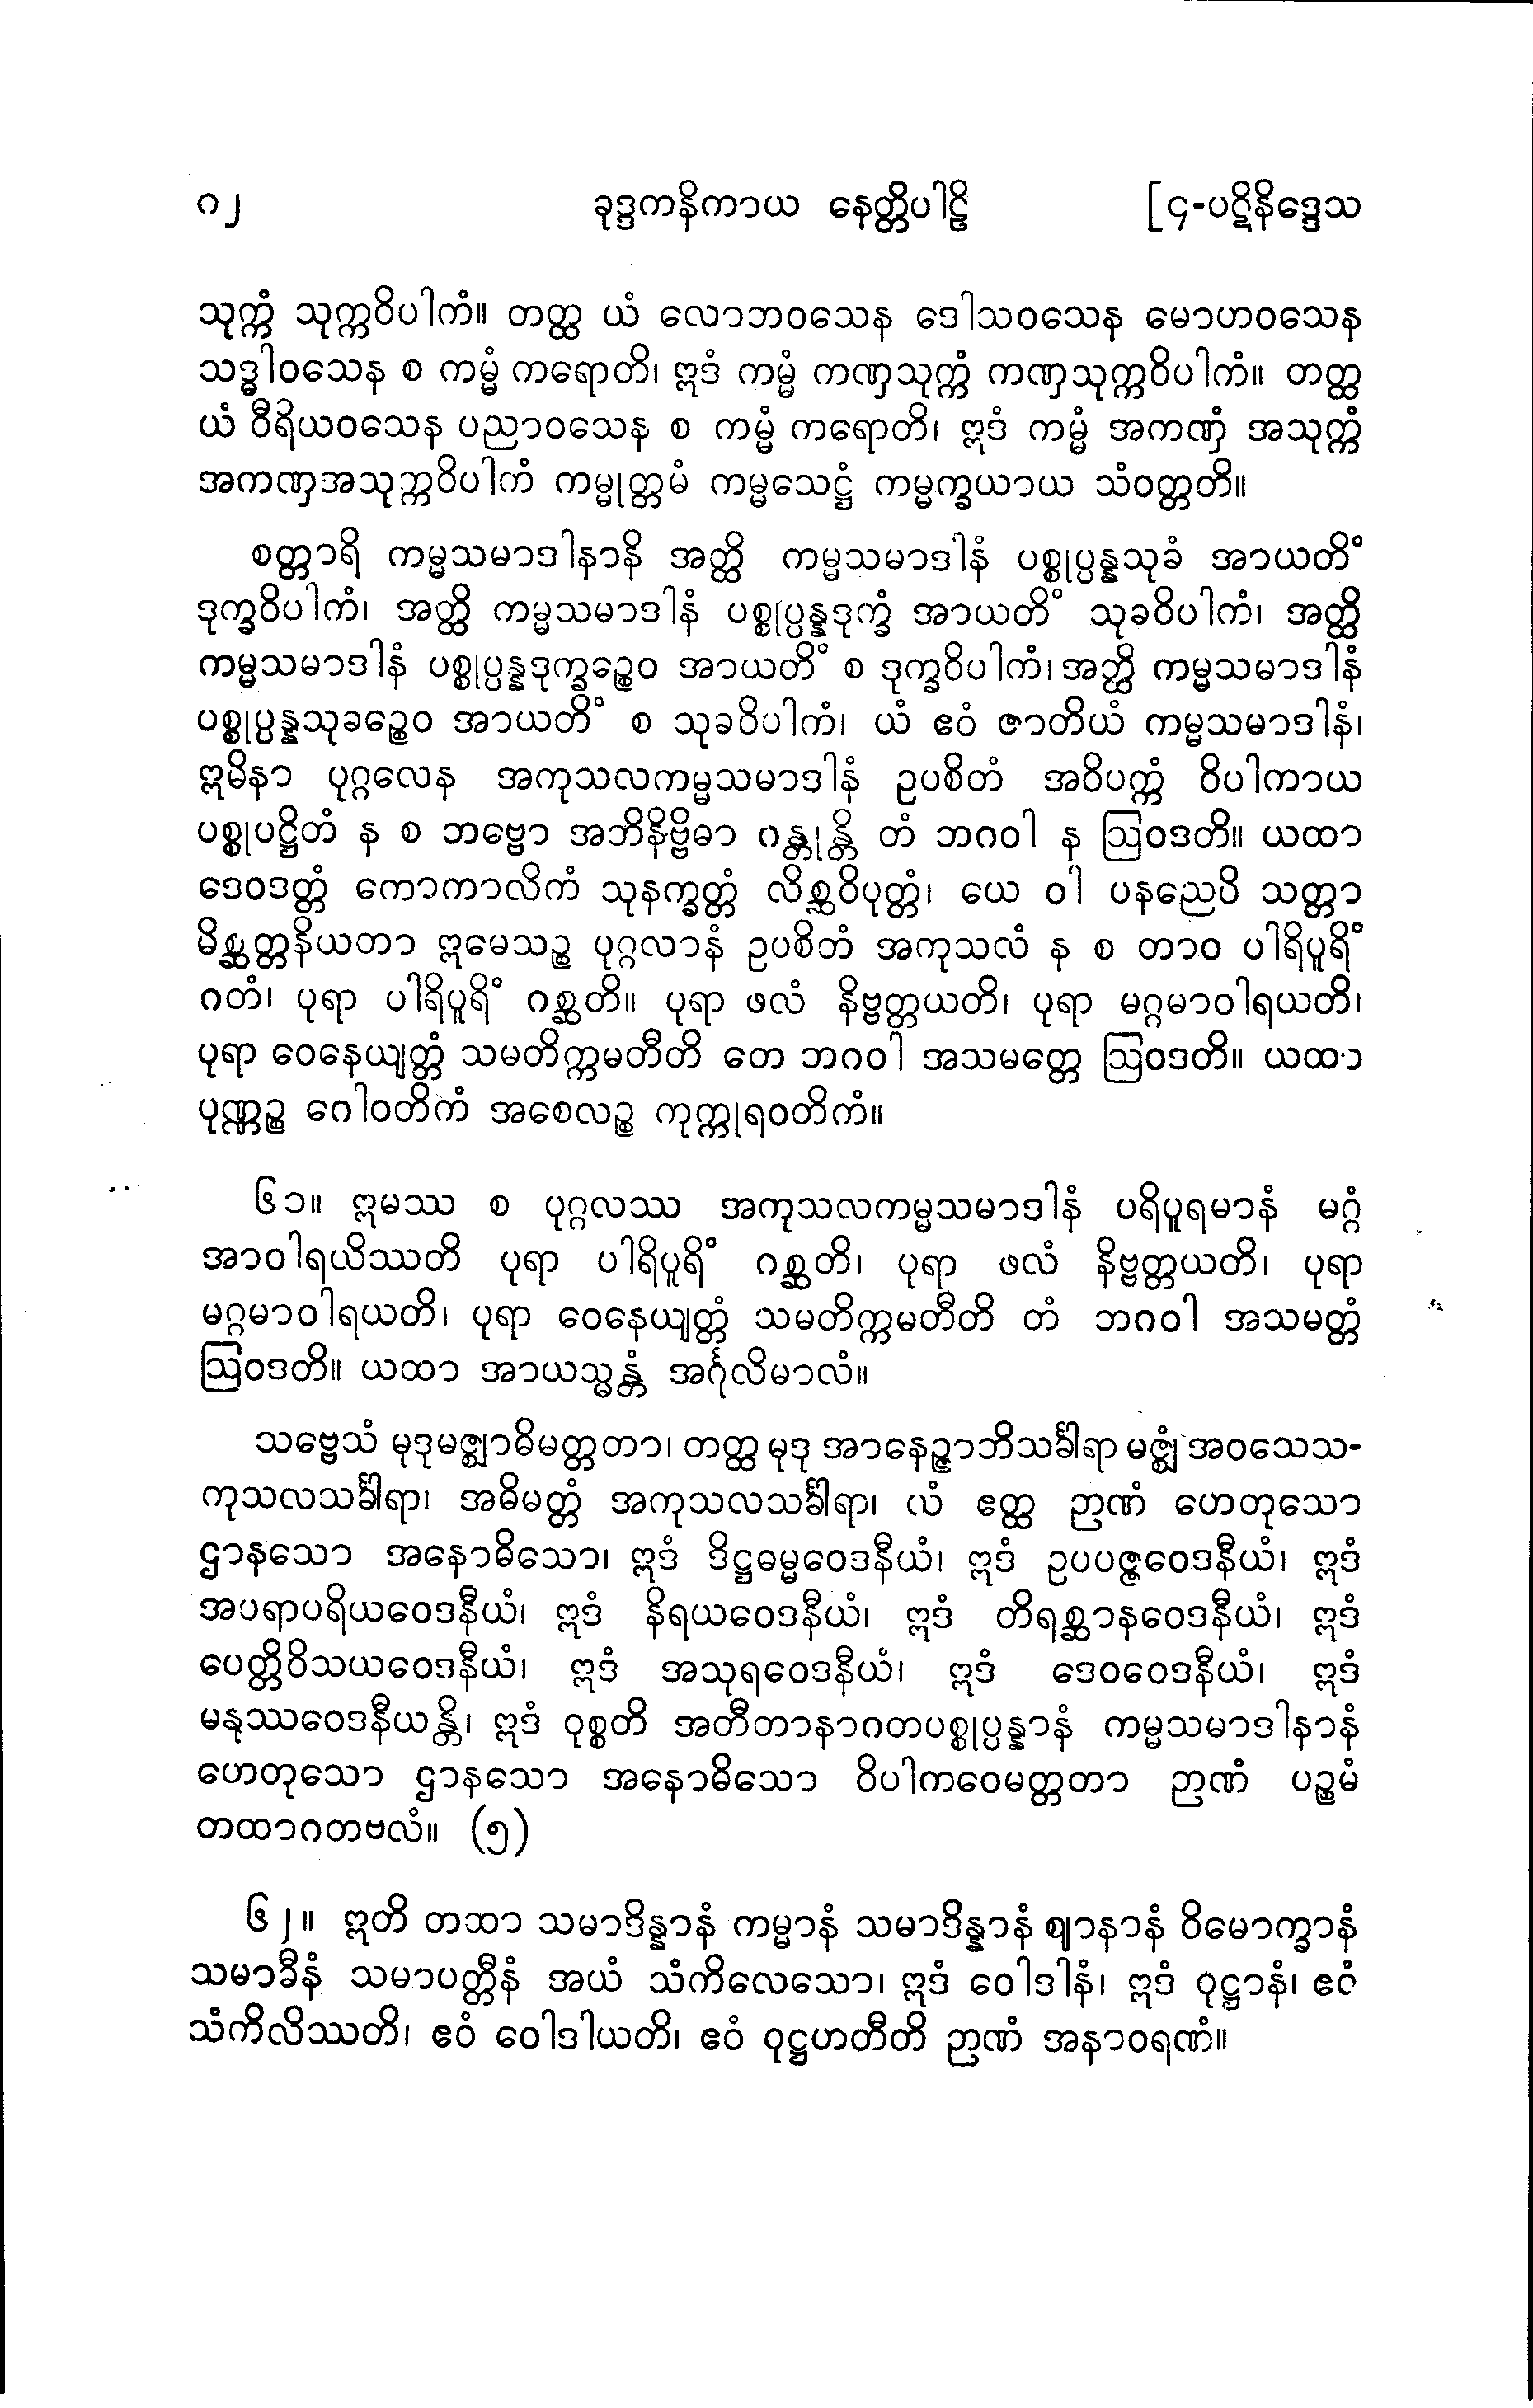 ၈၂ ခုဒ္ဒကနိကာယ နေတ္တိပါဠိ [၄-ပဋိနိဒ္ဒေသ
သုက္ကံ သုက္ကဝိပါကံ။ တတ္ထ ယံ လောဘဝသေန ဒေါသဝသေန မောဟဝသေန
သဒ္ဓါဝသေန စ ကမ္မံ ကရောတိ၊ ဣဒံ ကမ္မံ ကဏှသုက္ကံ ကဏှသုက္ကဝိပါကံ။ တတ္ထ
ယံ ဝီရိယဝသေန ပညာဝသေန စ ကမ္မံ ကရောတိ၊ ဣဒံ ကမ္မံ အကဏှံ အသုက္ကံ
အကဏှအသုက္ကဝိပါကံ ကမ္မုတ္တမံ ကမ္မသေဋ္ဌံ ကမ္မက္ခယာယ သံဝတ္တတိ။
စတ္တာရိ ကမ္မသမာဒါနာနိ အတ္ထိ ကမ္မသမာဒါနံ ပစ္စုပ္ပန္နသုခံ အာယတိံ
ဒုက္ခဝိပါကံ၊ အတ္ထိ ကမ္မသမာဒါနံ ပစ္စုပ္ပန္နဒုက္ခံ အာယတိံ သုခဝိပါကံ၊ အတ္ထိ
ကမ္မသမာဒါနံ ပစ္စုပ္ပန္နဒုက္ခဉ္စေဝ အာယတိံ စ ဒုက္ခဝိပါကံ၊ အတ္ထိ ကမ္မသမာဒါနံ
ပစ္စုပ္ပန္နသုခဉ္စေဝ အာယတိံ စ သုခဝိပါကံ၊ ယံ ဧဝံ ဇာတိယံ ကမ္မသမာဒါနံ၊
ဣမိနာ ပုဂ္ဂလေန အကုသလကမ္မသမာဒါနံ ဥပစိတံ အဝိပက္ကံ ဝိပါကာယ
ပစ္စုပဋ္ဌိတံ န စ ဘဗ္ဗော အဘိနိဗ္ဗိဓာ ဂန္တုန္တိ တံ ဘဂဝါ န ဩဝဒတိ။ ယထာ
ဒေဝဒတ္တံ ကောကာလိကံ သုနက္ခတ္တံ လိစ္ဆဝိပုတ္တံ၊ ယေ ဝါ ပနညေပိ သတ္တာ
မိစ္ဆတ္တနိယတာ ဣမေသဉ္စ ပုဂ္ဂလာနံ ဥပစိတံ အကုသလံ န စ တာဝ ပါရိပူရိံ
ဂတံ၊ ပုရာ ပါရိပူရိံ ဂစ္ဆတိ။ ပုရာ ဖလံ နိဗ္ဗတ္တယတိ၊ ပုရာ မဂ္ဂမာဝါရယတိ၊
ပုရာ ဝေနေယျတ္တံ သမတိက္ကမတီတိ တေ ဘဂဝါ အသမတ္တေ ဩဝဒတိ။ ယထာ
ပုဏ္ဏဉ္စ ဂေါဝတိကံ အစေလဉ္စ ကုက္ကုရဝတိကံ။
၆၁။ ဣမဿ စ ပုဂ္ဂလဿ အကုသလကမ္မသမာဒါနံ ပရိပူရမာနံ မဂ္ဂံ
အာဝါရယိဿတိ ပုရာ ပါရိပူရိံ ဂစ္ဆတိ၊ ပုရာ ဖလံ နိဗ္ဗတ္တယတိ၊ ပုရာ
မဂ္ဂမာဝါရယတိ၊ ပုရာ ဝေနေယျတ္တံ သမတိက္ကမတီတိ တံ ဘဂဝါ အသမတ္တံ
ဩဝဒတိ။ ယထာ အာယသ္မန္တံ အင်္ဂုလိမာလံ။
သဗ္ဗေသံ မုဒုမဇ္ဈာဓိမတ္တတာ၊ တတ္ထ မုဒု အာနေဉ္ဇာဘိသင်္ခါရာ မဇ္ဈံ အဝသေသ-
ကုသလသင်္ခါရာ၊ အဓိမတ္တံ အကုသလသင်္ခါရာ၊ ယံ ဧတ္ထ ဉာဏံ ဟေတုသော
ဌာနသော အနောဓိသော၊ ဣဒံ ဒိဋ္ဌဓမ္မဝေဒနီယံ၊ ဣဒံ ဥပပဇ္ဇဝေဒနီယံ၊ ဣဒံ
အပရာပရိယဝေဒနီယံ၊ ဣဒံ နိရယဝေဒနီယံ၊ ဣဒံ တိရစ္ဆာနဝေဒနီယံ၊ ဣဒံ
ပေတ္တိဝိသယဝေဒနီယံ၊ ဣဒံ အသုရဝေဒနီယံ၊ ဣဒံ ဒေဝဝေဒနီယံ၊ ဣဒံ
မနုဿဝေဒနီယန္တိ၊ ဣဒံ ဝုစ္စတိ အတီတာနာဂတပစ္စုပ္ပန္နာနံ ကမ္မသမာဒါနာနံ
ဟေတုသော ဌာနသော အနောဓိသော ဝိပါကဝေမတ္တတာ ဉာဏံ ပဉ္စမံ
တထာဂတဗလံ။ (၅)
၆၂။ ဣတိ တထာ သမာဒိန္နာနံ ကမ္မာနံ သမာဒိန္နာနံ ဈာနာနံ ဝိမောက္ခာနံ
သမာဓီနံ သမာပတ္တီနံ အယံ သံကိလေသော၊ ဣဒံ ဝေါဒါနံ၊ ဣဒံ ဝုဋ္ဌာနံ၊ ဧဝံ
သံကိလိဿတိ၊ ဧဝံ ဝေါဒါယတိ၊ ဧဝံ ဝုဋ္ဌဟတီတိ ဉာဏံ အနာဝရဏံ။